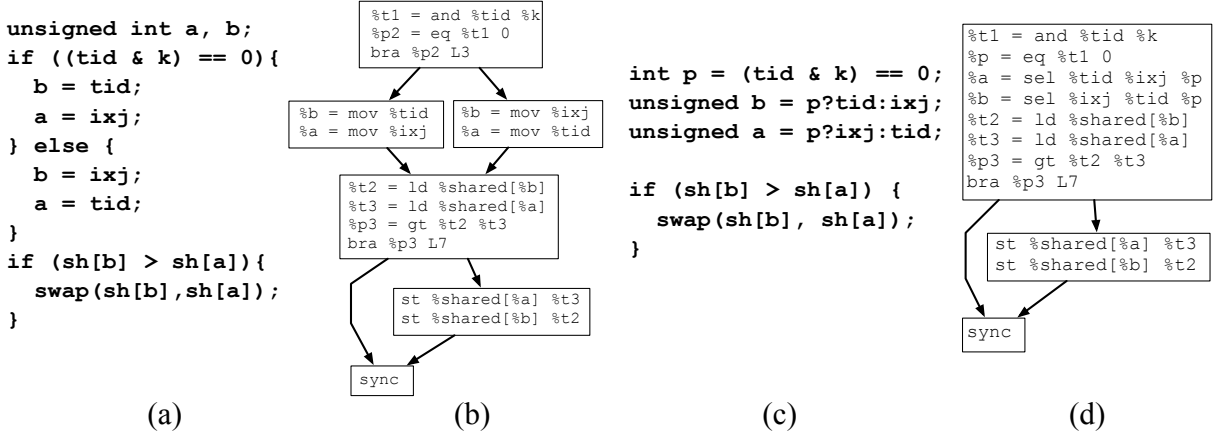 unsigned int a, b;
if ((tid & k) == 0){
  b = tid;
  a = ixj;
} else {
  b = ixj;
  a = tid;
}
if (sh[b] > sh[a]){
  swap(sh[b],sh[a]);
}
(a)
%t1 = and %tid %k
%p2 = eq %t1 0
bra %p2 L3
%b = mov %tid
%a = mov %ixj
%b = mov %ixj
%a = mov %tid
%t2 = ld %shared[%b]
%t3 = ld %shared[%a]
%p3 = gt %t2 %t3
bra %p3 L7
st %shared[%a] %t3
st %shared[%b] %t2
sync
(b)
int p = (tid & k) == 0;
unsigned b = p?tid:ixj;
unsigned a = p?ixj:tid;
if (sh[b] > sh[a]) {
  swap(sh[b], sh[a]);
}
(c)
%t1 = and %tid %k
%p = eq %t1 0
%a = sel %tid %ixj %p
%b = sel %ixj %tid %p
%t2 = ld %shared[%b]
%t3 = ld %shared[%a]
%p3 = gt %t2 %t3
bra %p3 L7
st %shared[%a] %t3
st %shared[%b] %t2
sync
(d)